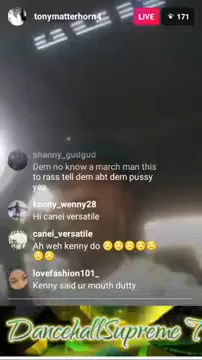 tonymatterhorn4
LIVE
171
shanny_gudgud
Dem no know a march man this
to rass tell dem abt dem pussy
yes
kenny_wenny28
Hi canei versatile
canei_versatile
Ah weh kenny do 😄😄😄😄😄
😄😄
lovefashion101_
Kenny said ur mouth dutty
DancehallSupreme T